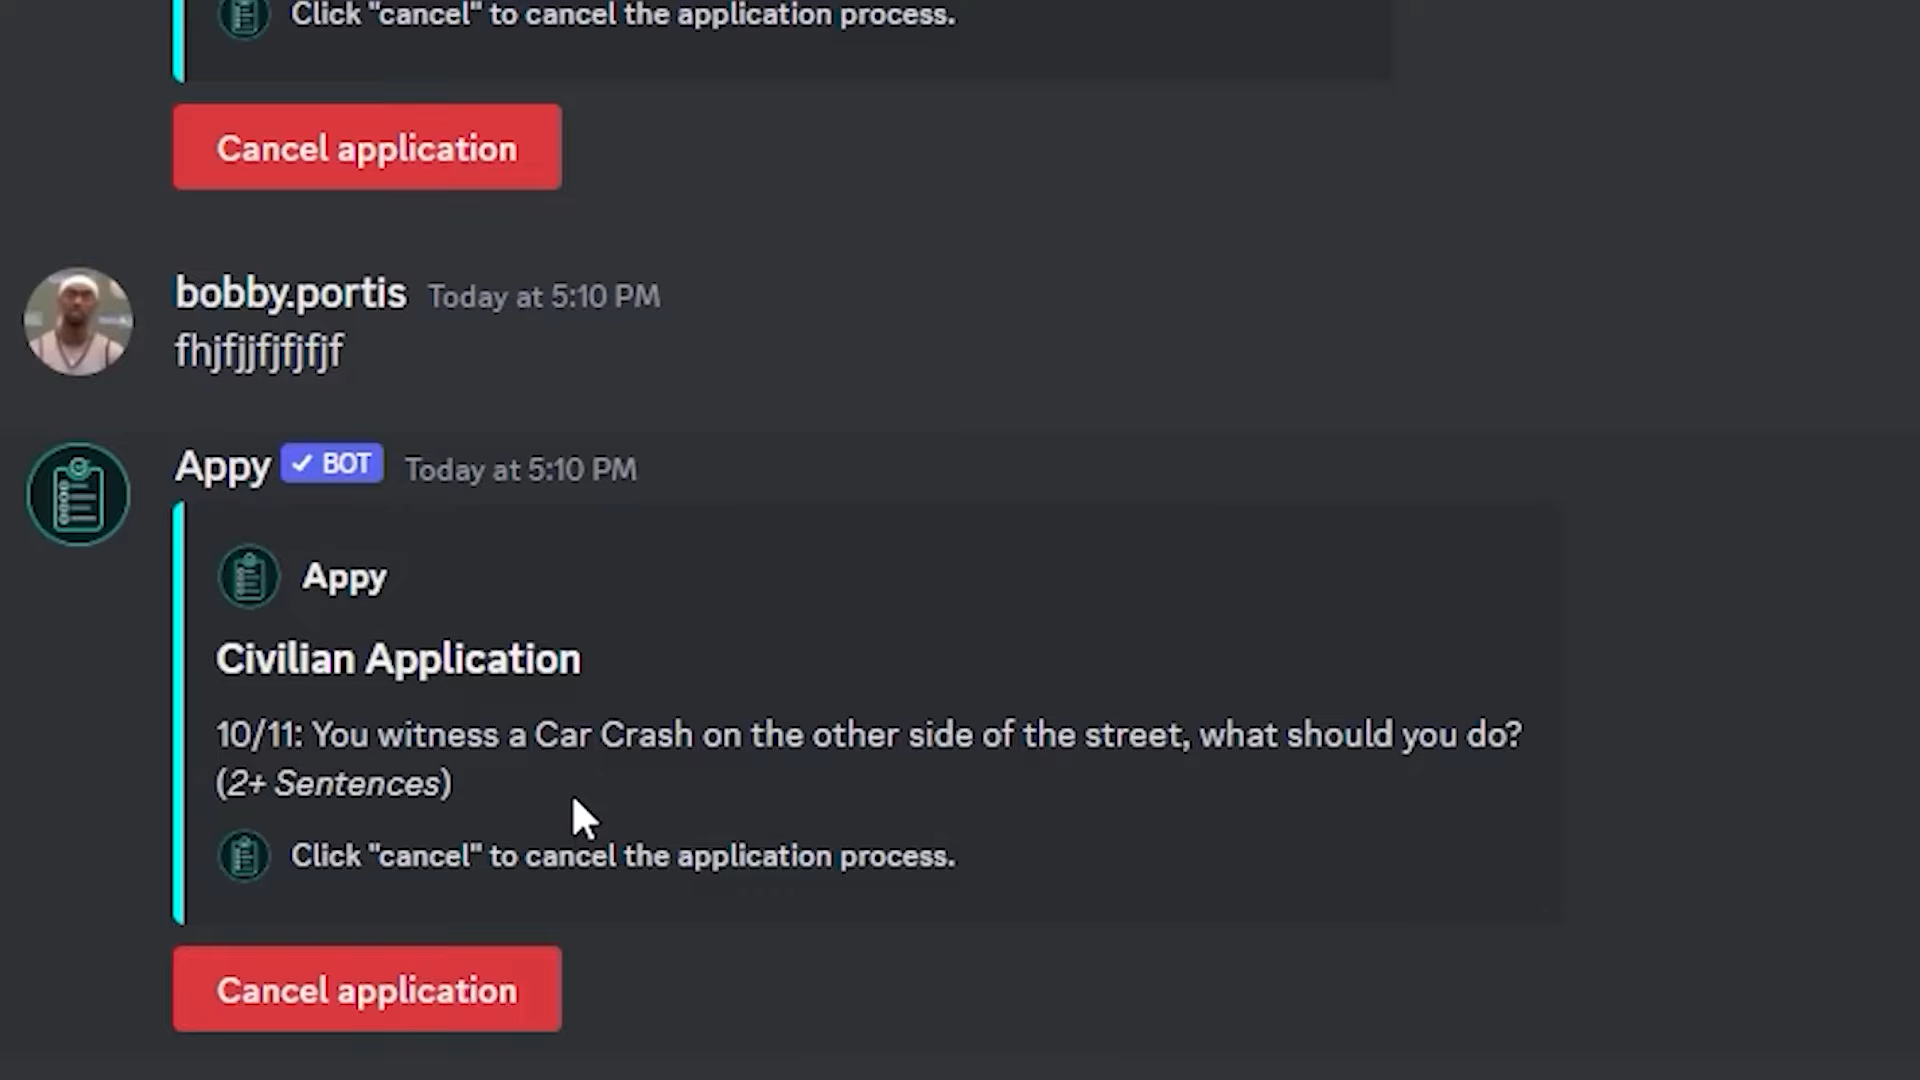 Click "cancel" to cancel the application process.
Cancel application
bobby.portis Today at 5:10 PM
fhjfjjfjfjfjf
Appy ✓ BOT Today at 5:10 PM
Appy
Civilian Application
10/11: You witness a Car Crash on the other side of the street, what should you do?
(2+ Sentences)
Click "cancel" to cancel the application process.
Cancel application